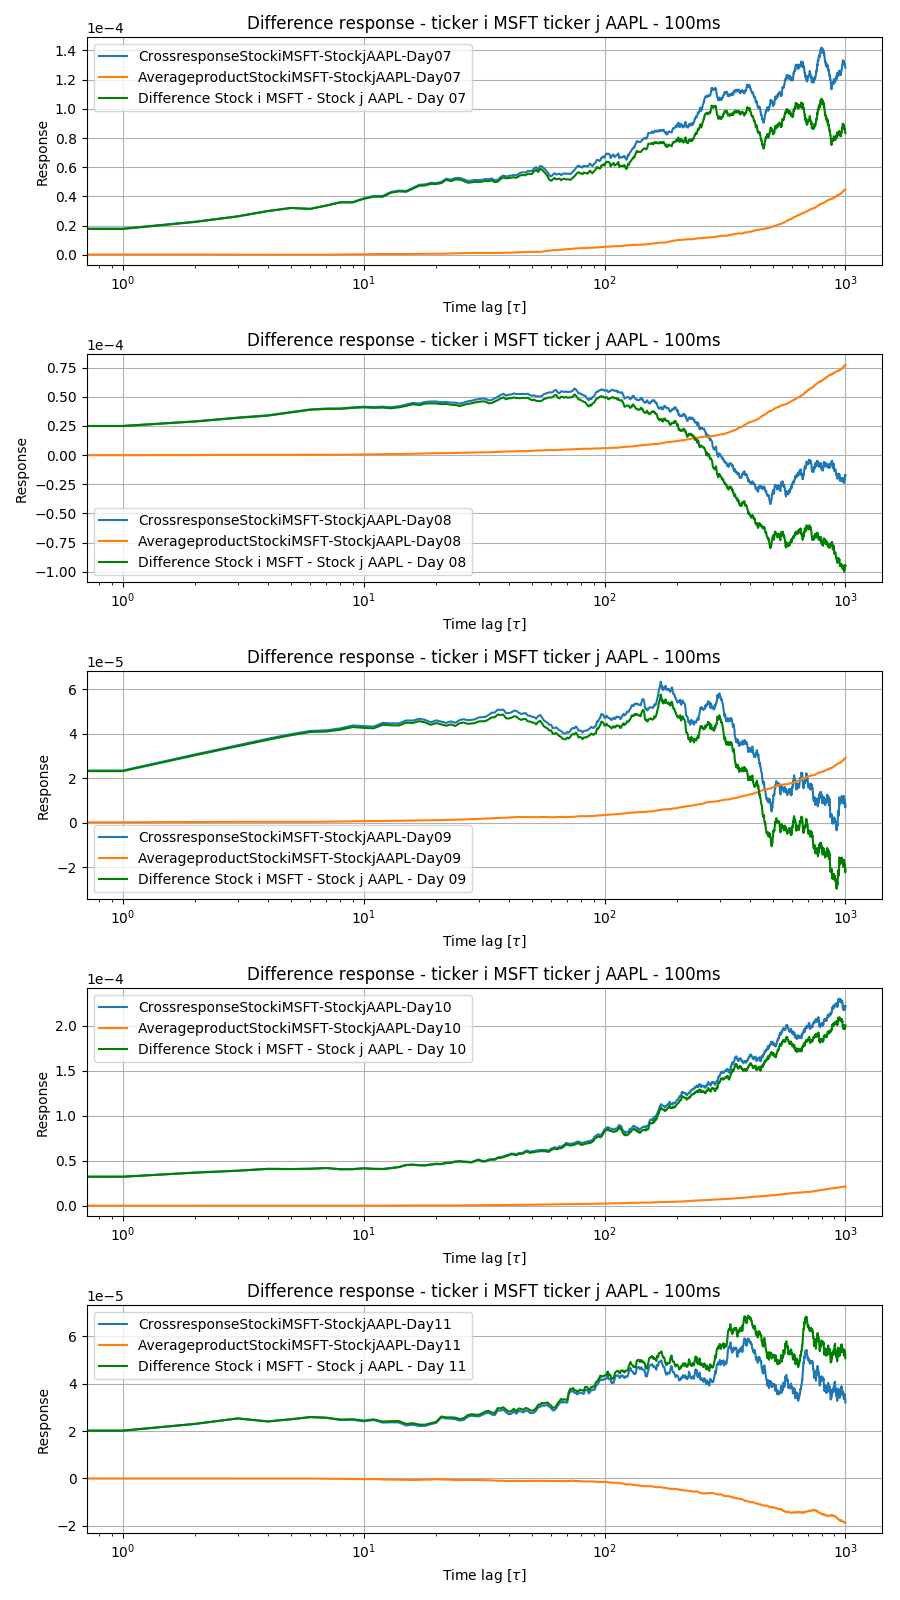 Difference response - ticker i MSFT ticker j AAPL - 100ms
1e−4
CrossresponseStockiMSFT-StockjAAPL-Day07
AverageproductStockiMSFT-StockjAAPL-Day07
Difference Stock i MSFT - Stock j AAPL - Day 07
1.4
1.2
1.0
0.8
0.6
0.4
0.2
0.0
Response
10^0 10^1 10^2 10^3
Time lag [τ]
Difference response - ticker i MSFT ticker j AAPL - 100ms
1e−4
0.75
0.50
0.25
0.00
−0.25
−0.50
−0.75
−1.00
Response
CrossresponseStockiMSFT-StockjAAPL-Day08
AverageproductStockiMSFT-StockjAAPL-Day08
Difference Stock i MSFT - Stock j AAPL - Day 08
10^0 10^1 10^2 10^3
Time lag [τ]
Difference response - ticker i MSFT ticker j AAPL - 100ms
1e−5
6
4
2
0
−2
Response
CrossresponseStockiMSFT-StockjAAPL-Day09
AverageproductStockiMSFT-StockjAAPL-Day09
Difference Stock i MSFT - Stock j AAPL - Day 09
10^0 10^1 10^2 10^3
Time lag [τ]
Difference response - ticker i MSFT ticker j AAPL - 100ms
1e−4
CrossresponseStockiMSFT-StockjAAPL-Day10
AverageproductStockiMSFT-StockjAAPL-Day10
Difference Stock i MSFT - Stock j AAPL - Day 10
2.0
1.5
1.0
0.5
0.0
Response
10^0 10^1 10^2 10^3
Time lag [τ]
Difference response - ticker i MSFT ticker j AAPL - 100ms
1e−5
CrossresponseStockiMSFT-StockjAAPL-Day11
AverageproductStockiMSFT-StockjAAPL-Day11
Difference Stock i MSFT - Stock j AAPL - Day 11
6
4
2
0
−2
Response
10^0 10^1 10^2 10^3
Time lag [τ]